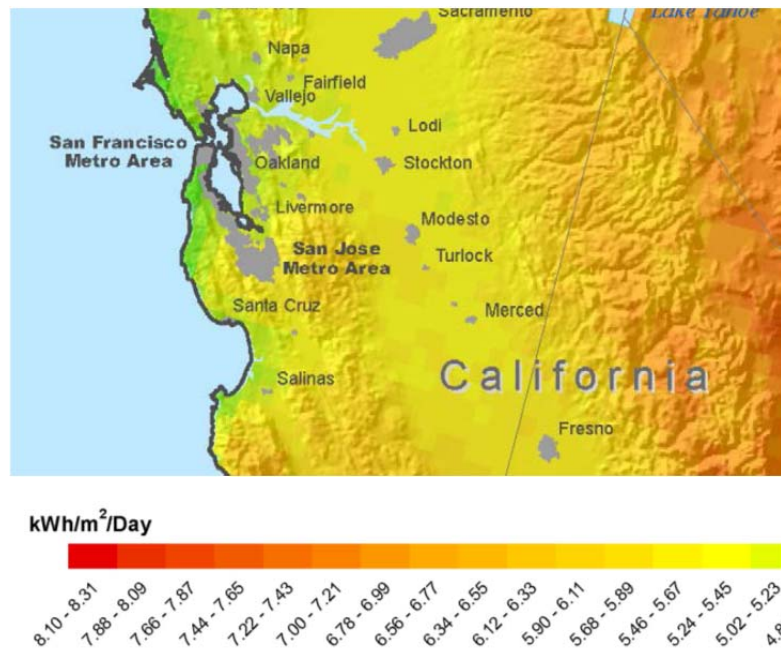 Sacramento
Lake Tahoe
Napa
Fairfield
Vallejo
Lodi
San Francisco
Metro Area
Oakland
Stockton
Livermore
Modesto
San Jose
Metro Area
Turlock
Santa Cruz
Merced
California
Salinas
Fresno
kWh/m²/Day
8.10 - 8.31
7.88 - 8.09
7.66 - 7.87
7.44 - 7.65
7.22 - 7.43
7.00 - 7.21
6.78 - 6.99
6.56 - 6.77
6.34 - 6.55
6.12 - 6.33
5.90 - 6.11
5.68 - 5.89
5.46 - 5.67
5.24 - 5.45
5.02 - 5.23
4.8